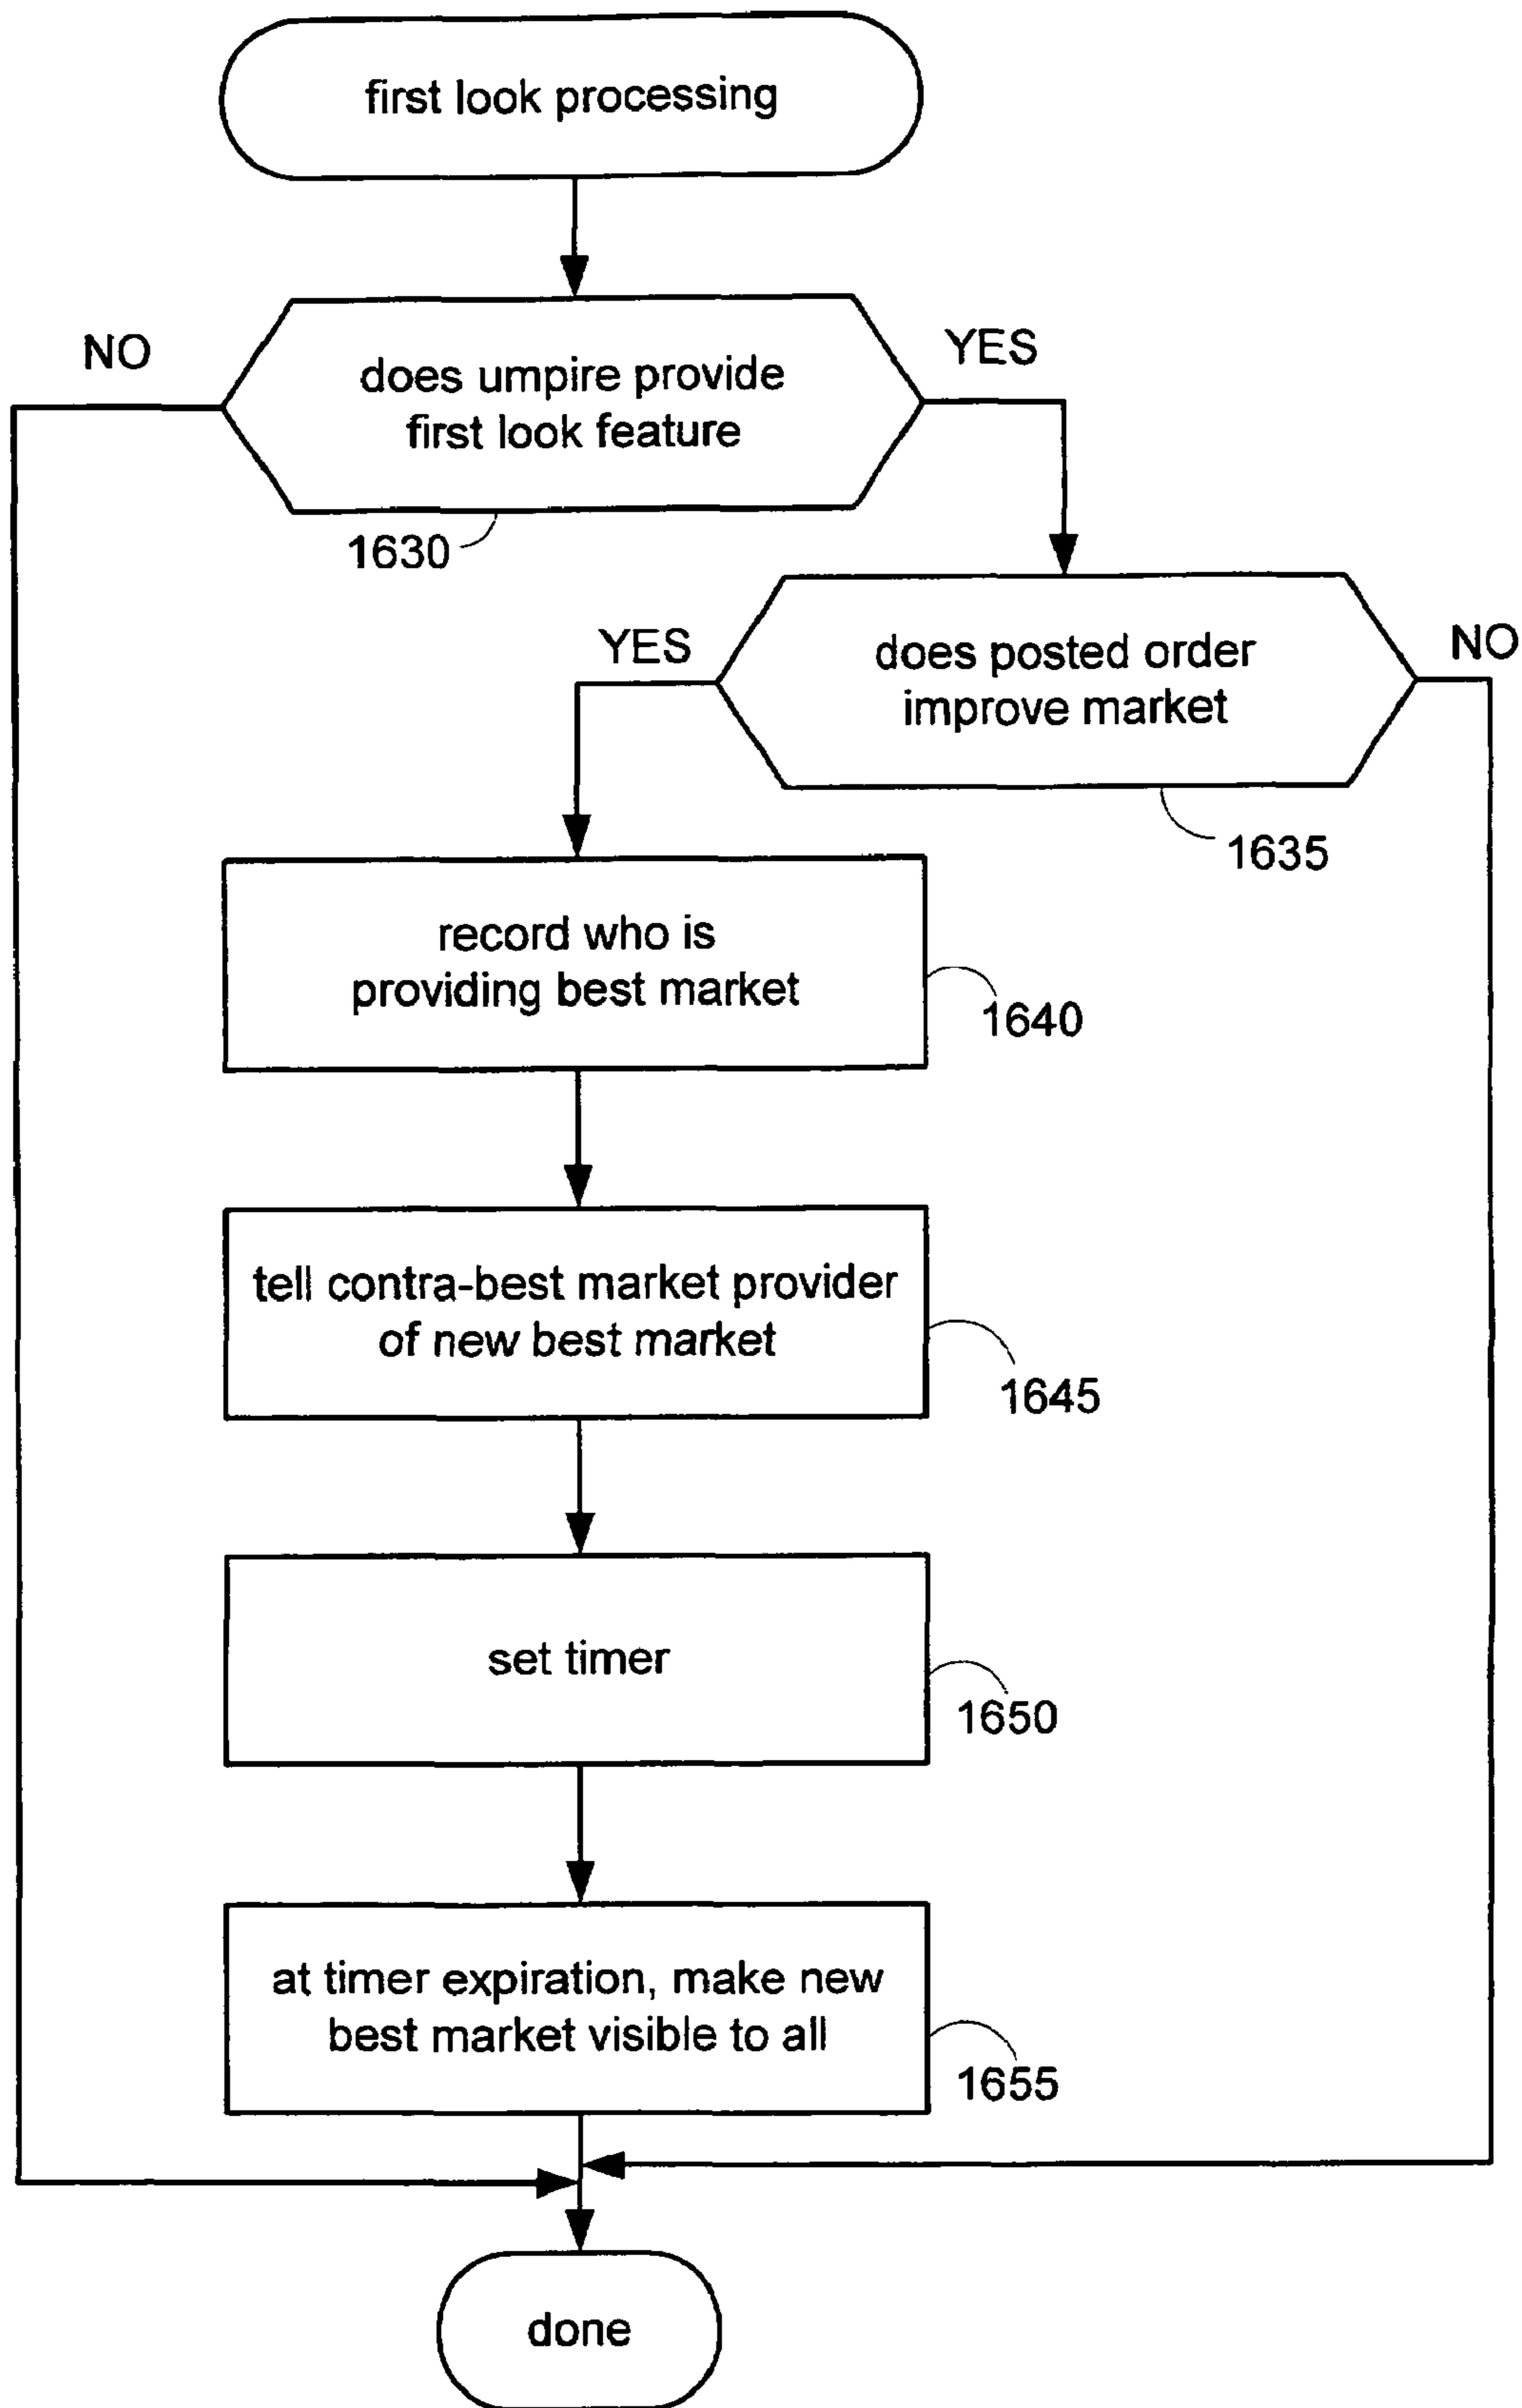 first look processing
NO
YES
does umpire provide
first look feature
1630
YES
NO
does posted order
improve market
1635
record who is
providing best market
1640
tell contra-best market provider
of new best market
1645
set timer
1650
at timer expiration, make new
best market visible to all
1655
done